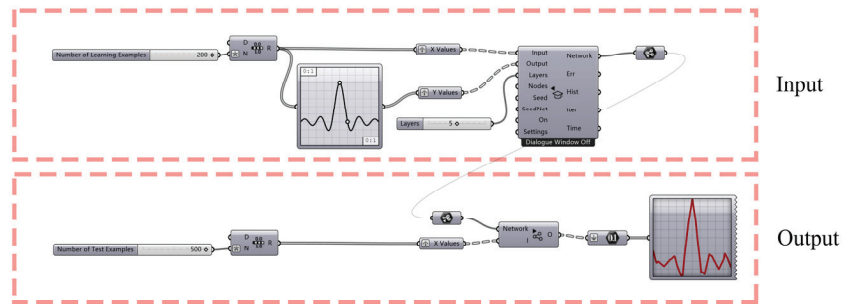 Number of Learning Examples
200
D
N
R
X Values
0:1
0:1
Y Values
Layers
5
Input
Output
Layers
Nodes
Seed
On
Settings
Network
Err
Hist
Time
Dialogue Window Off
Input
Number of Test Examples
500
D
N
R
X Values
Network
I
O
Output